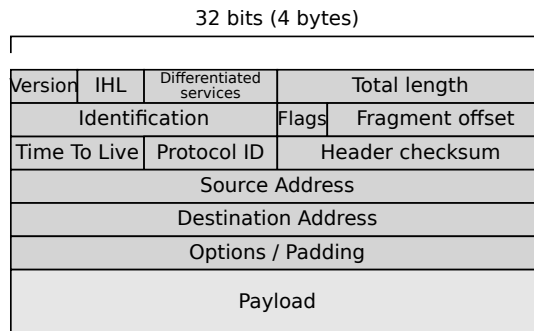 32 bits (4 bytes)
Version IHL Differentiated services Total length
Identification Flags Fragment offset
Time To Live Protocol ID Header checksum
Source Address
Destination Address
Options / Padding
Payload